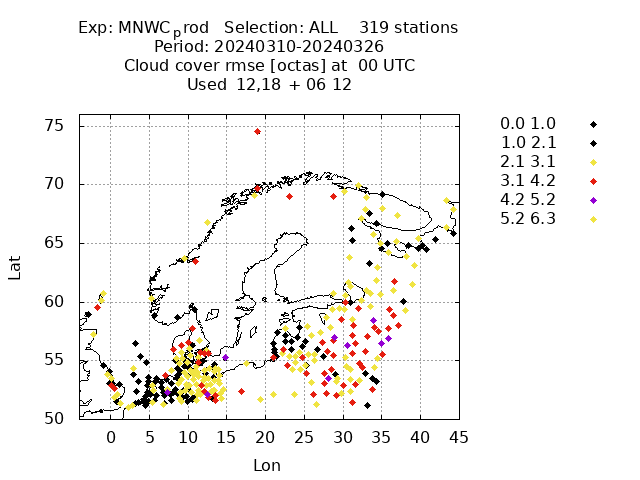 Exp: MNWC_prod Selection: ALL 319 stations
Period: 20240310-20240326
Cloud cover rmse [octas] at 00 UTC
Used 12,18 + 06 12
75
70
65
60
55
50
Lat
0 5 10 15 20 25 30 35 40 45
Lon
0.0 1.0
1.0 2.1
2.1 3.1
3.1 4.2
4.2 5.2
5.2 6.3